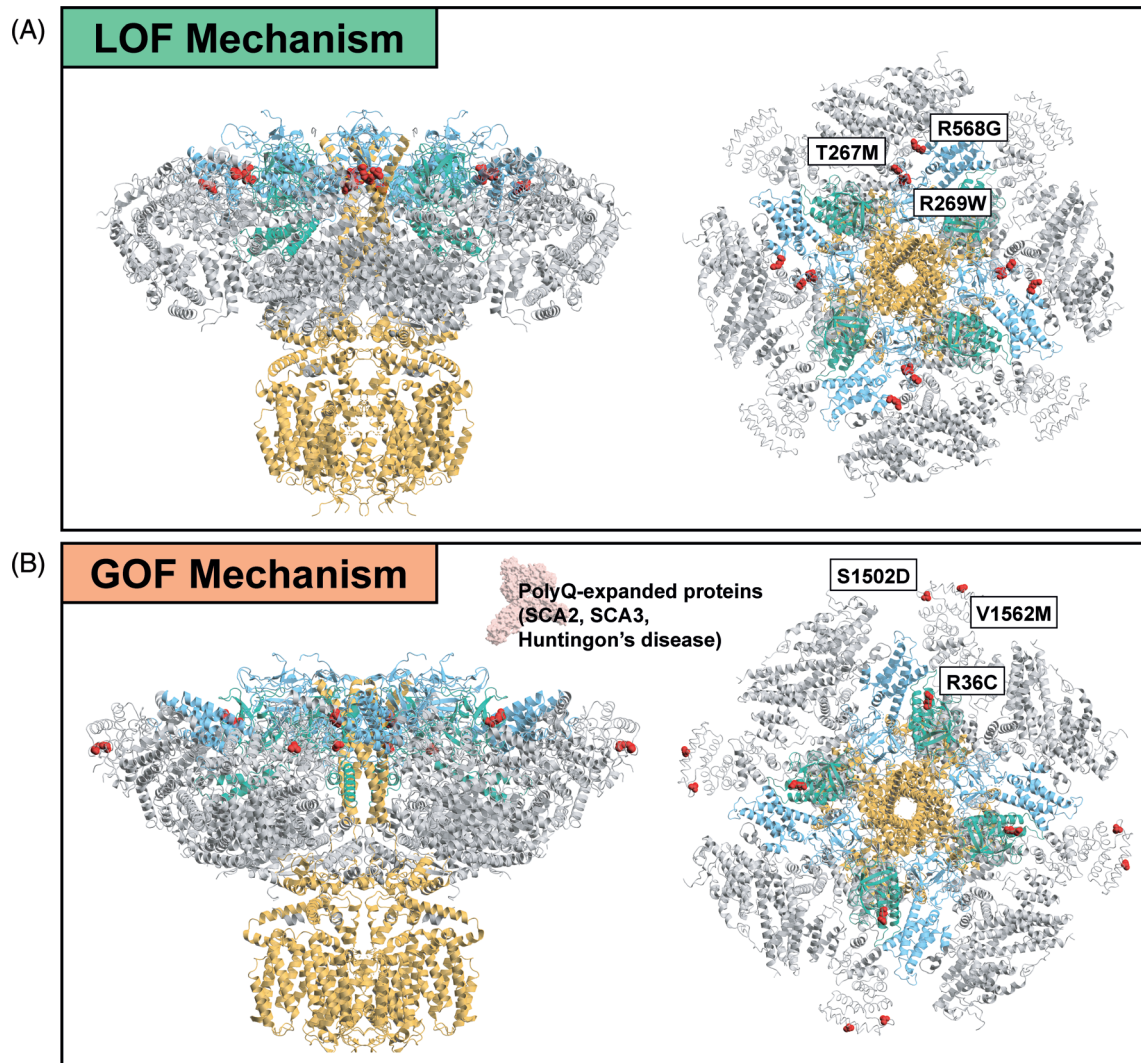 (A)
LOF Mechanism
R568G
T267M
R269W
(B)
GOF Mechanism
PolyQ-expanded proteins
(SCA2, SCA3,
Huntingon's disease)
S1502D
V1562M
R36C